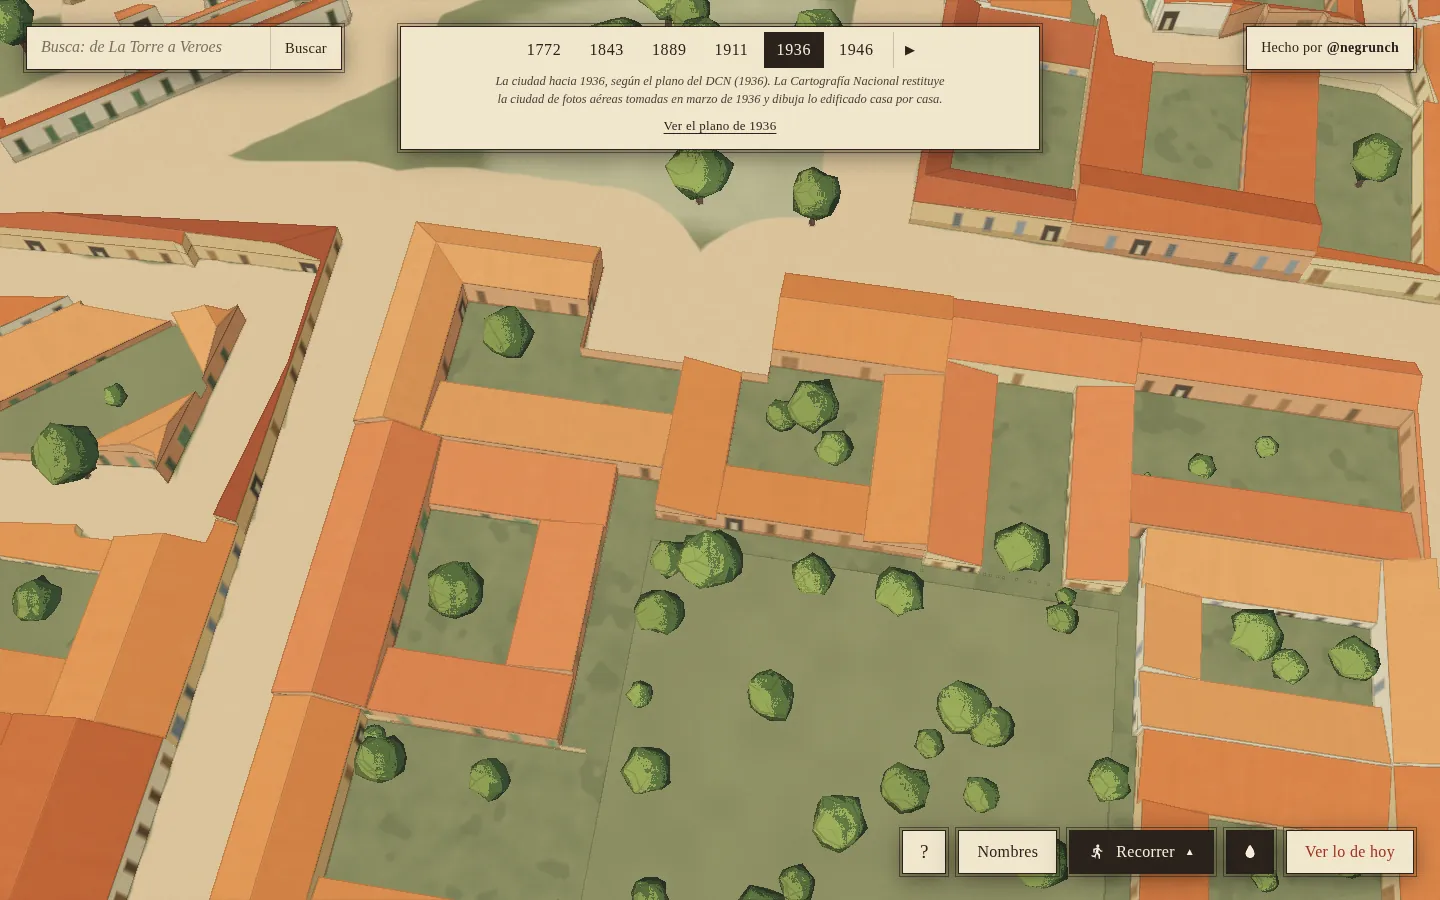 Busca: de La Torre a Veroes
Buscar
1772 1843 1889 1911 1936 1946 ▶
La ciudad hacia 1936, según el plano del DCN (1936). La Cartografía Nacional restituye
la ciudad de fotos aéreas tomadas en marzo de 1936 y dibuja lo edificado casa por casa.
Ver el plano de 1936
Hecho por @negrunch
?
Nombres
Recorrer ▲
Ver lo de hoy